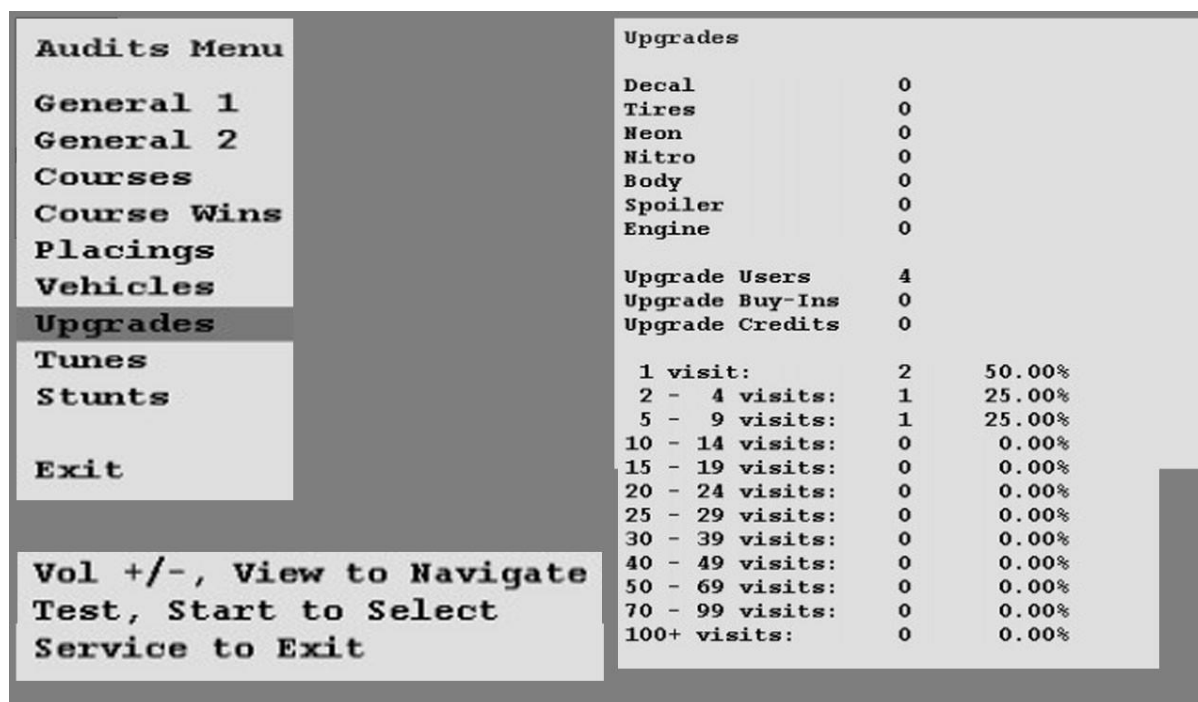 Audits Menu
General 1
General 2
Courses
Course Wins
Placings
Vehicles
Upgrades
Tunes
Stunts
Exit
Vol +/-, View to Navigate
Test, Start to Select
Service to Exit
Upgrades
Decal 0
Tires 0
Neon 0
Nitro 0
Body 0
Spoiler 0
Engine 0
Upgrade Users 4
Upgrade Buy-Ins 0
Upgrade Credits 0
1 visit: 2 50.00%
2 - 4 visits: 1 25.00%
5 - 9 visits: 1 25.00%
10 - 14 visits: 0 0.00%
15 - 19 visits: 0 0.00%
20 - 24 visits: 0 0.00%
25 - 29 visits: 0 0.00%
30 - 39 visits: 0 0.00%
40 - 49 visits: 0 0.00%
50 - 69 visits: 0 0.00%
70 - 99 visits: 0 0.00%
100+ visits: 0 0.00%